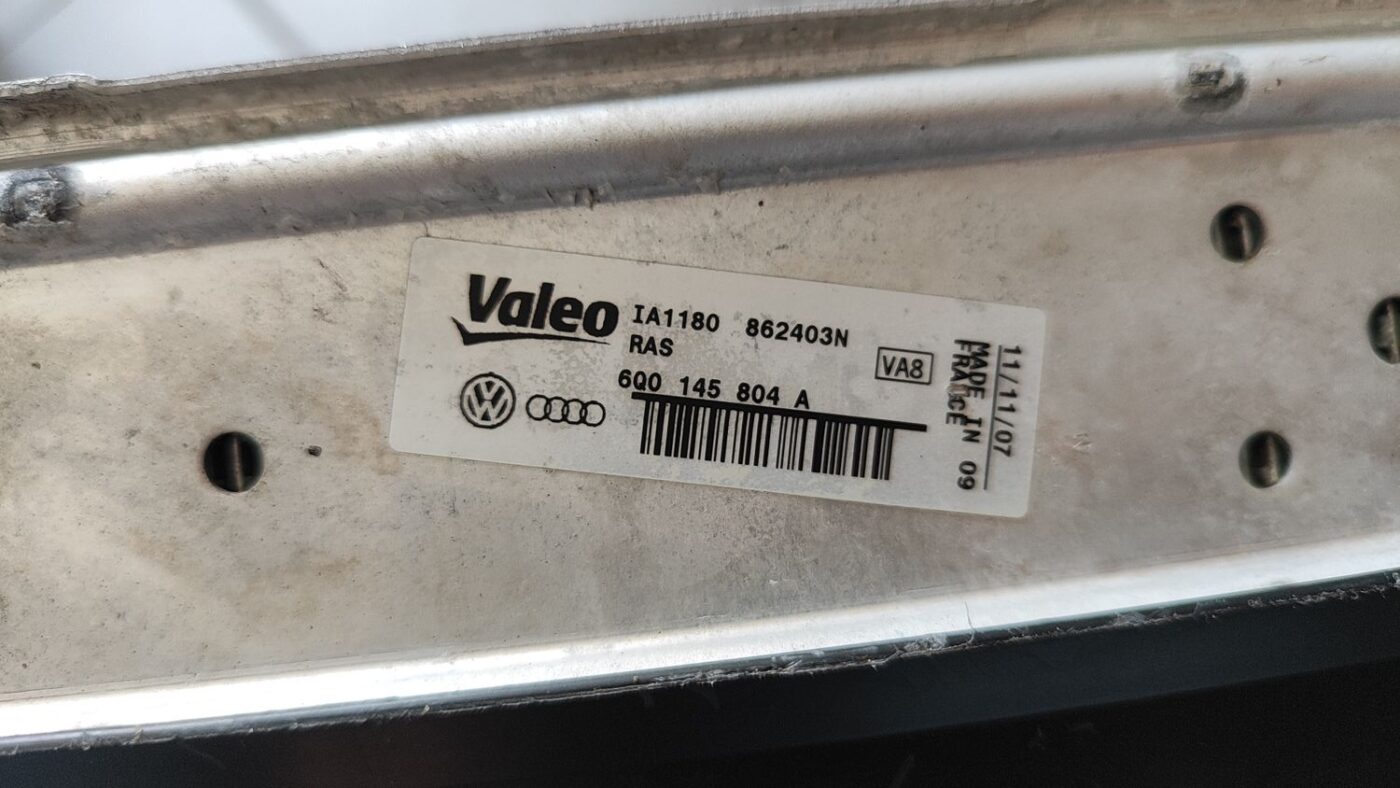 Valeo
IA1180 862403N
RAS
VA8
6Q0 145 804 A
11/11/07
MADE IN 09
FRANCE